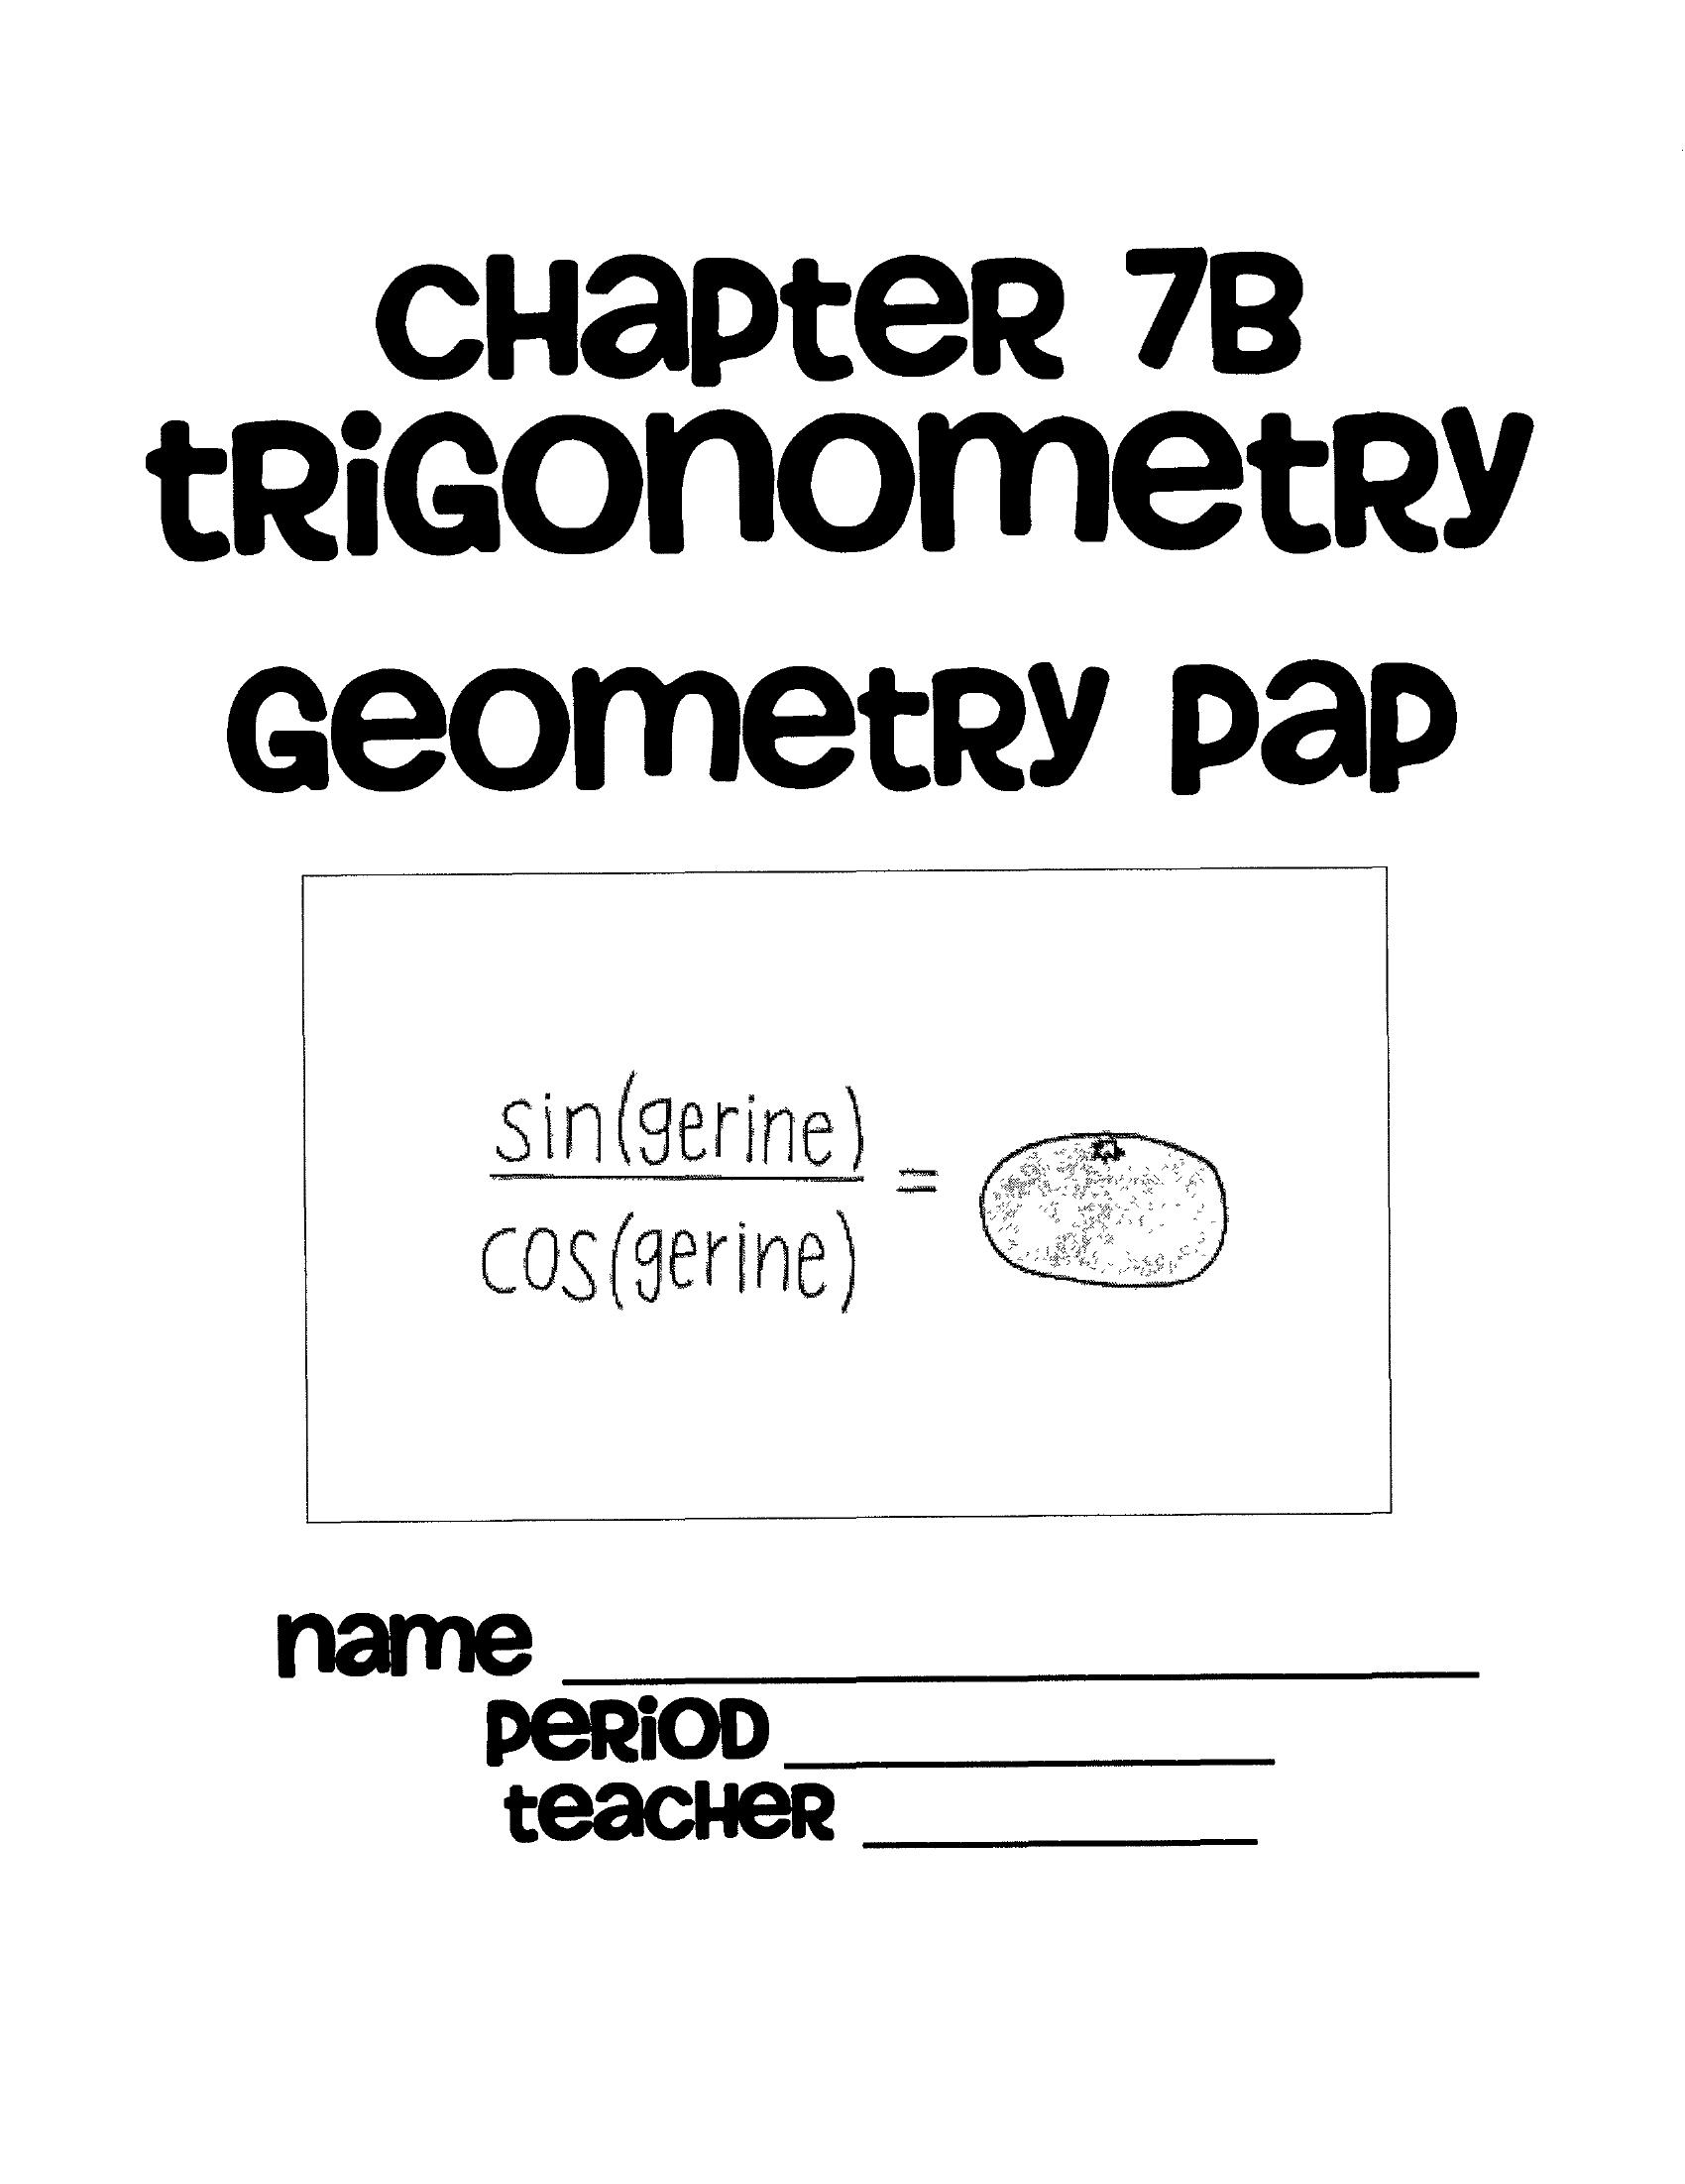 CHapteR 7B
tRiGonometRy
GeometRy pap
sin(gerine)
=
cos(gerine)
name
peRiOD
teacHeR